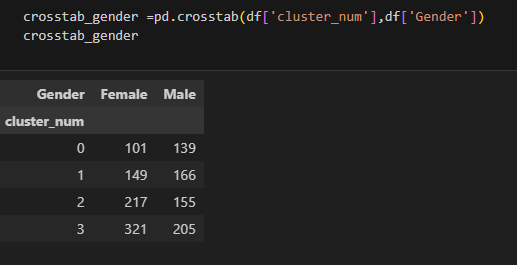 crosstab_gender =pd.crosstab(df['cluster_num'],df['Gender'])
crosstab_gender
Gender Female Male
cluster_num
0 101 139
1 149 166
2 217 155
3 321 205